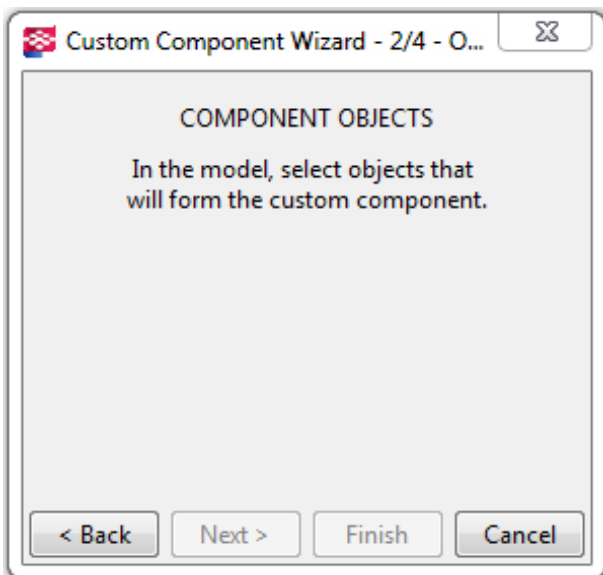 Custom Component Wizard - 2/4 - O...
COMPONENT OBJECTS
In the model, select objects that
will form the custom component.
< Back Next > Finish Cancel